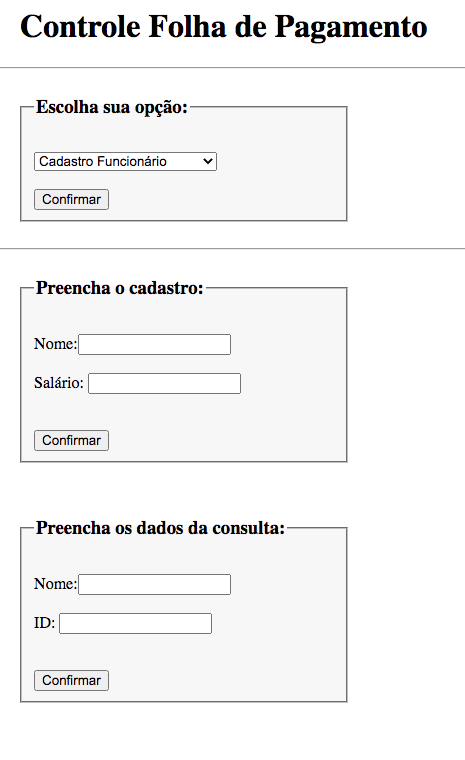 Controle Folha de Pagamento
Escolha sua opção:
Cadastro Funcionário
Confirmar
Preencha o cadastro:
Nome:
Salário:
Confirmar
Preencha os dados da consulta:
Nome:
ID:
Confirmar